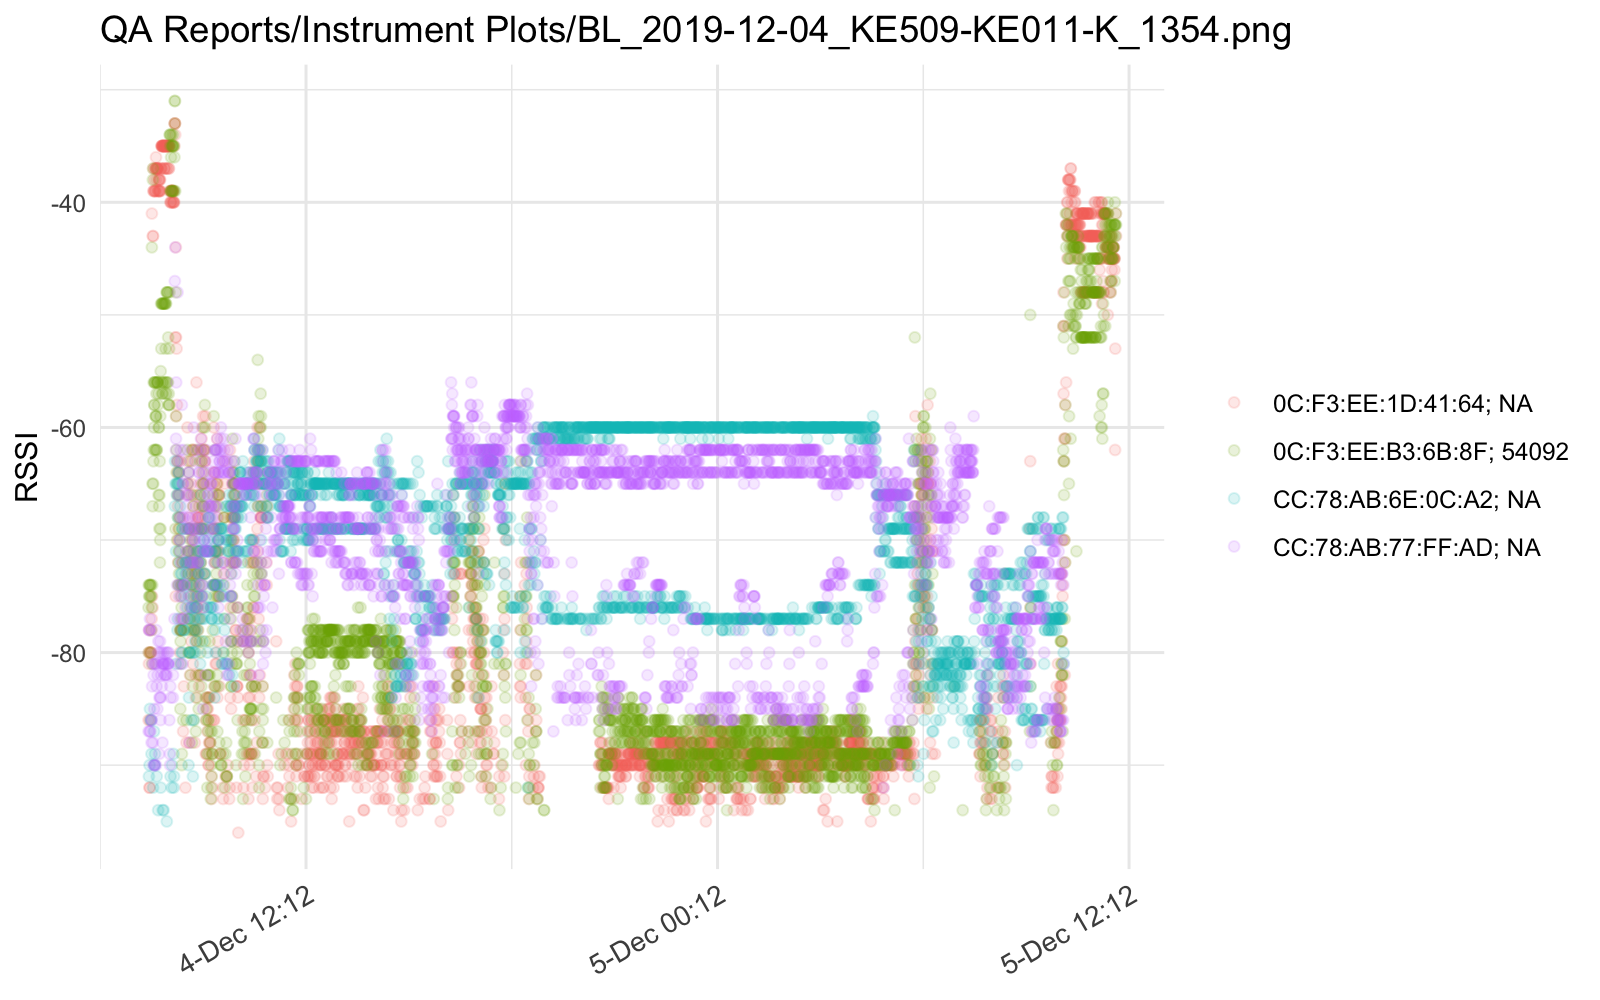 QA Reports/Instrument Plots/BL_2019-12-04_KE509-KE011-K_1354.png
RSSI
-40
-60
-80
4-Dec 12:12
5-Dec 00:12
5-Dec 12:12
0C:F3:EE:1D:41:64; NA
0C:F3:EE:B3:6B:8F; 54092
CC:78:AB:6E:0C:A2; NA
CC:78:AB:77:FF:AD; NA